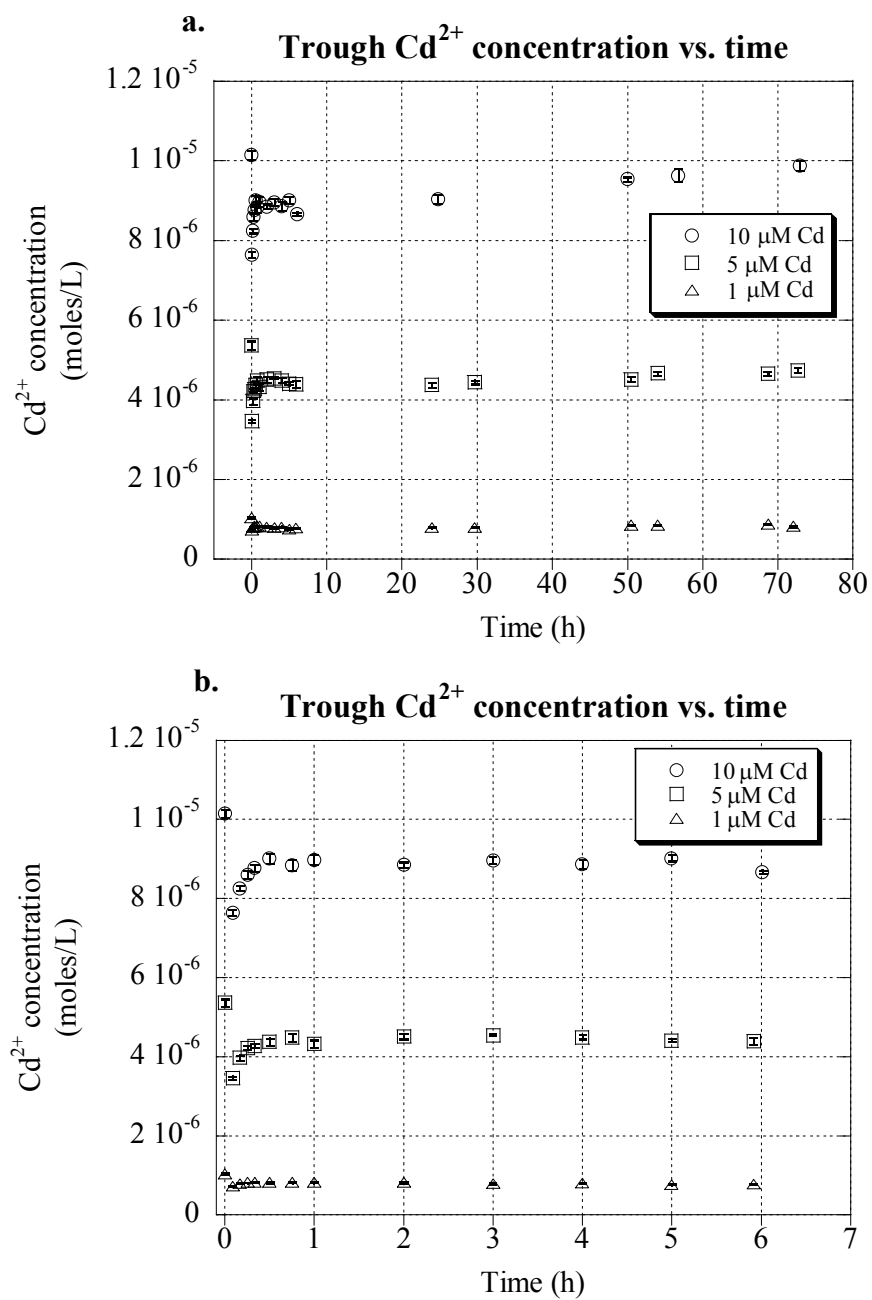 a.
Trough Cd²⁺ concentration vs. time
1.2 10⁻⁵
1 10⁻⁵
8 10⁻⁶
6 10⁻⁶
4 10⁻⁶
2 10⁻⁶
0
Cd²⁺ concentration
(moles/L)
10 µM Cd
5 µM Cd
1 µM Cd
0 10 20 30 40 50 60 70 80
Time (h)
b.
Trough Cd²⁺ concentration vs. time
1.2 10⁻⁵
1 10⁻⁵
8 10⁻⁶
6 10⁻⁶
4 10⁻⁶
2 10⁻⁶
0
Cd²⁺ concentration
(moles/L)
10 µM Cd
5 µM Cd
1 µM Cd
0 1 2 3 4 5 6 7
Time (h)